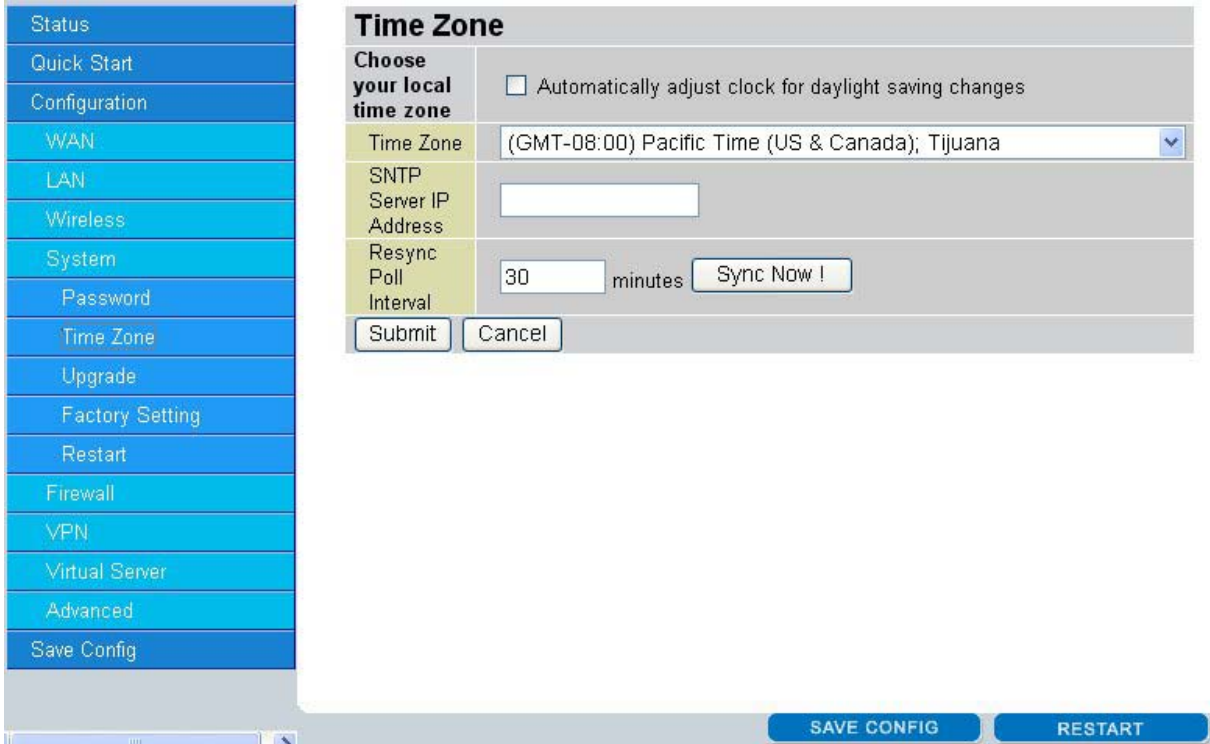 Status
Quick Start
Configuration
WAN
LAN
Wireless
System
Password
Time Zone
Upgrade
Factory Setting
Restart
Firewall
VPN
Virtual Server
Advanced
Save Config
Time Zone
Choose
your local
time zone
Automatically adjust clock for daylight saving changes
Time Zone
(GMT-08:00) Pacific Time (US & Canada); Tijuana
SNTP
Server IP
Address
Resync
Poll
Interval
30 minutes Sync Now !
Submit Cancel
SAVE CONFIG RESTART